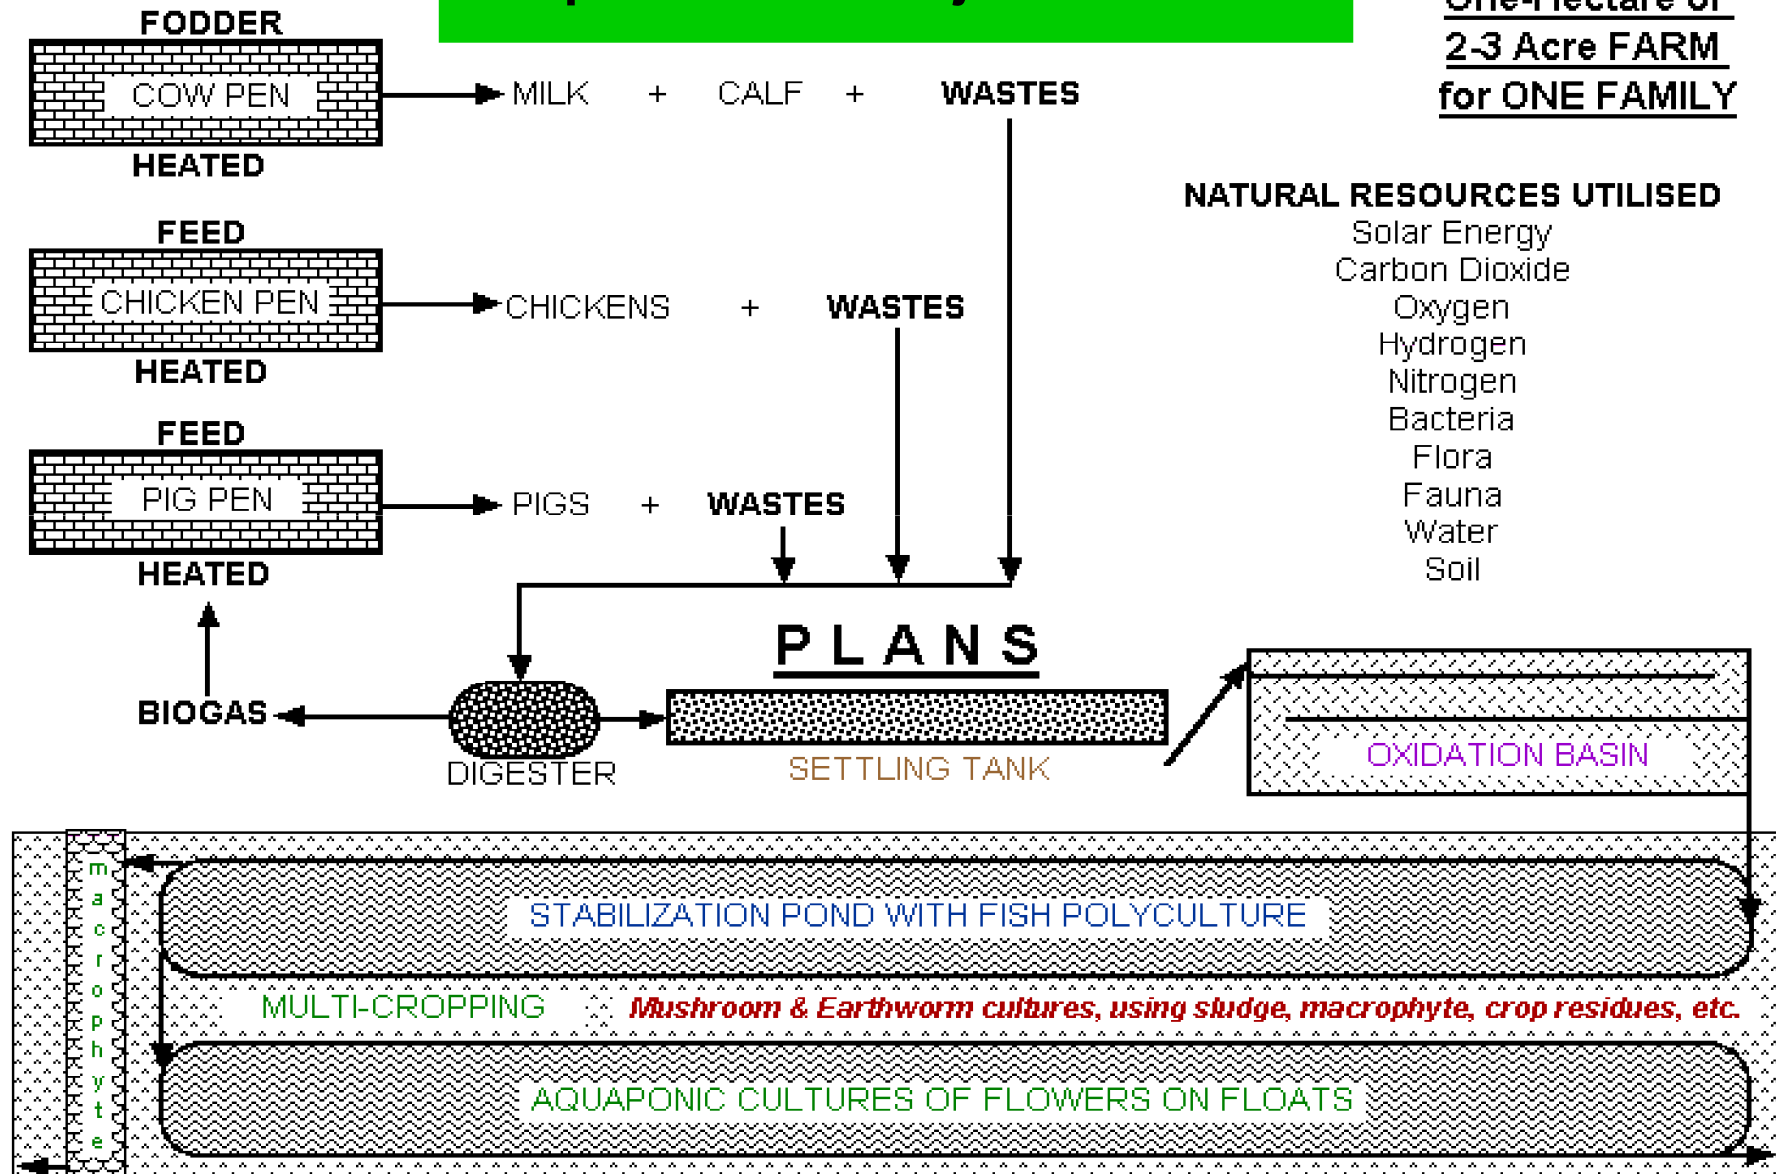 One-Hectare or
2-3 Acre FARM
for ONE FAMILY
FODDER
COW PEN
MILK + CALF + WASTES
HEATED
NATURAL RESOURCES UTILISED
Solar Energy
Carbon Dioxide
Oxygen
Hydrogen
Nitrogen
Bacteria
Flora
Fauna
Water
Soil
FEED
CHICKEN PEN
CHICKENS + WASTES
HEATED
FEED
PIG PEN
PIGS + WASTES
HEATED
PLANS
BIOGAS
DIGESTER
SETTLING TANK
OXIDATION BASIN
macrophyte
STABILIZATION POND WITH FISH POLYCULTURE
MULTI-CROPPING
Mushroom & Earthworm cultures, using sludge, macrophyte, crop residues, etc.
AQUAPONIC CULTURES OF FLOWERS ON FLOATS